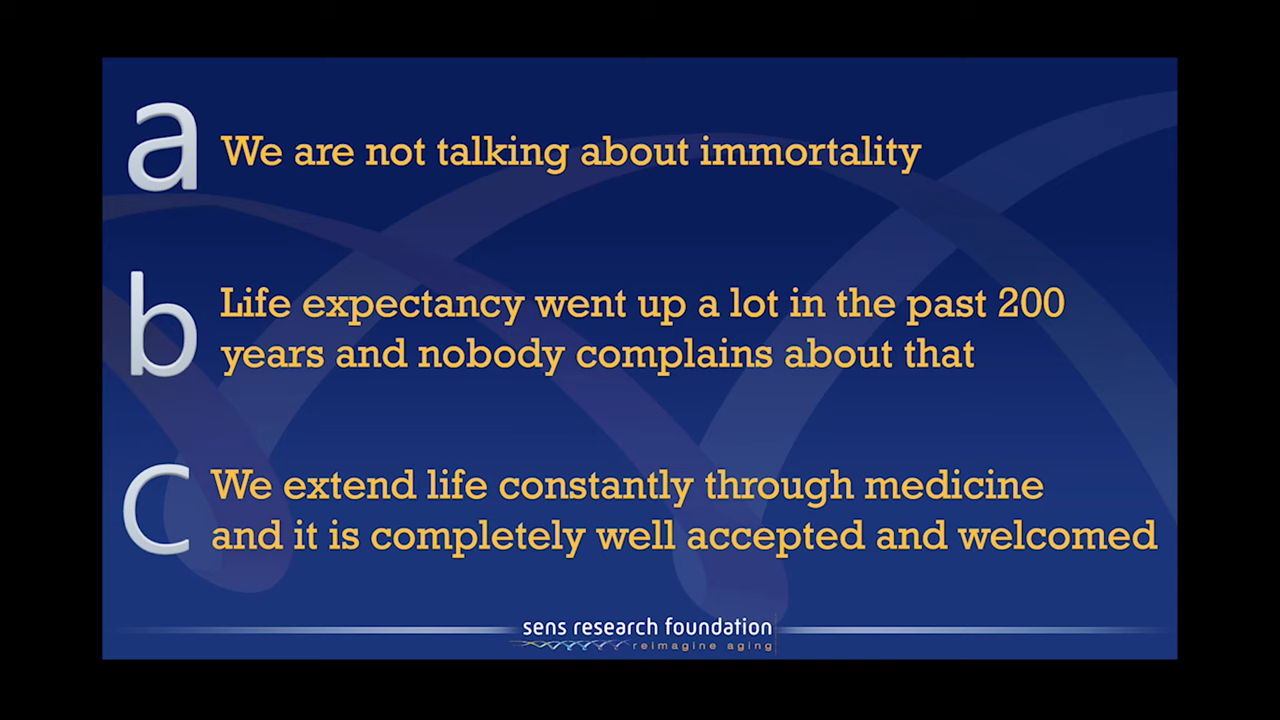 a
We are not talking about immortality
b
Life expectancy went up a lot in the past 200
years and nobody complains about that
C
We extend life constantly through medicine
and it is completely well accepted and welcomed
sens research foundation
reimagine aging